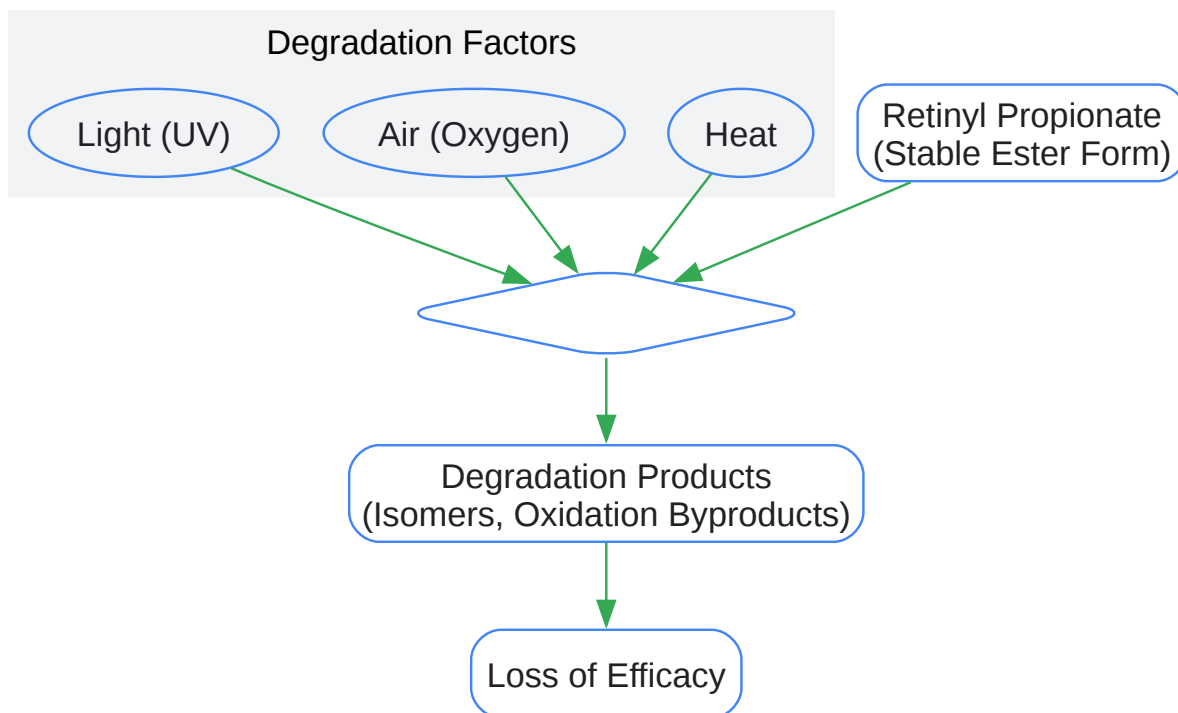 Degradation Factors
Light (UV)
Air (Oxygen)
Heat
Retinyl Propionate
(Stable Ester Form)
Degradation Products
(Isomers, Oxidation Byproducts)
Loss of Efficacy